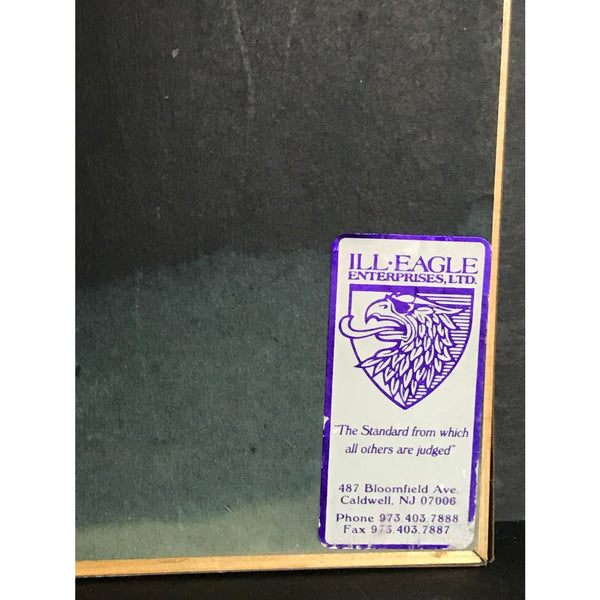 ILL·EAGLE
ENTERPRISES, LTD.
"The Standard from which
all others are judged"
487 Bloomfield Ave.
Caldwell, NJ 07006
Phone 973.403.7888
Fax 973.403.7887